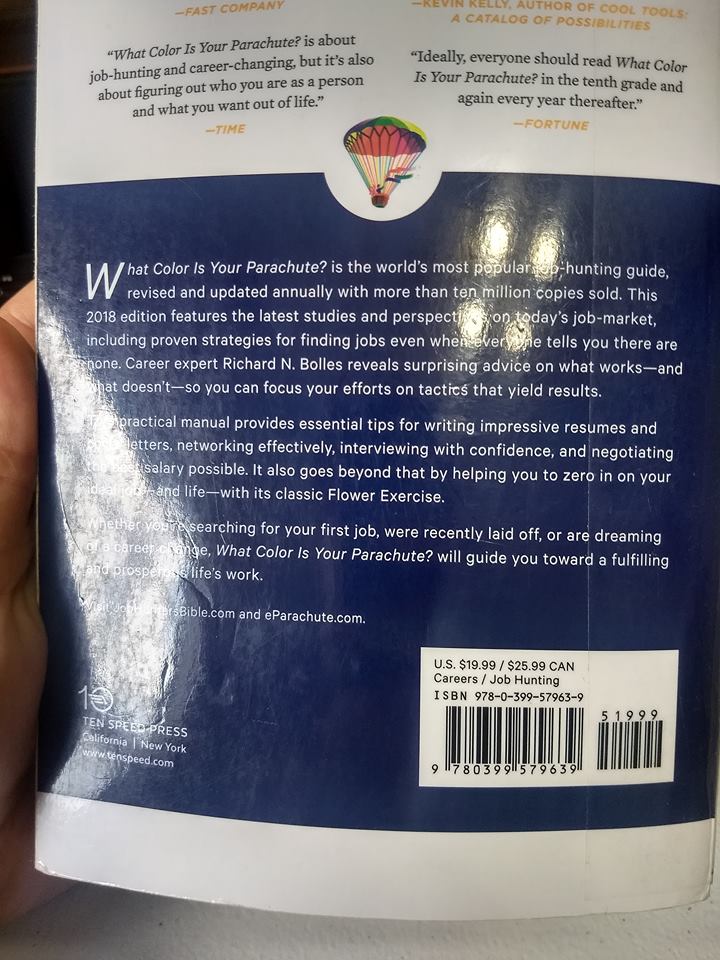 —FAST COMPANY
"What Color Is Your Parachute? is about
job-hunting and career-changing, but it's also
about figuring out who you are as a person
and what you want out of life."
—TIME
—KEVIN KELLY, AUTHOR OF COOL TOOLS:
A CATALOG OF POSSIBILITIES
"Ideally, everyone should read What Color
Is Your Parachute? in the tenth grade and
again every year thereafter."
—FORTUNE
What Color Is Your Parachute? is the world's most popular job-hunting guide,
revised and updated annually with more than ten million copies sold. This
2018 edition features the latest studies and perspectives on today's job-market,
including proven strategies for finding jobs even when everyone tells you there are
none. Career expert Richard N. Bolles reveals surprising advice on what works—and
what doesn't—so you can focus your efforts on tactics that yield results.
This practical manual provides essential tips for writing impressive resumes and
cover letters, networking effectively, interviewing with confidence, and negotiating
the best salary possible. It also goes beyond that by helping you to zero in on your
ideal job—and life—with its classic Flower Exercise.
Whether you're searching for your first job, were recently laid off, or are dreaming
of a career change, What Color Is Your Parachute? will guide you toward a fulfilling
and prosperous life's work.
Visit JobHuntersBible.com and eParachute.com.
10
TEN SPEED PRESS
California | New York
www.tenspeed.com
U.S. $19.99 / $25.99 CAN
Careers / Job Hunting
ISBN 978-0-399-57963-9
51999
9 780399 579639